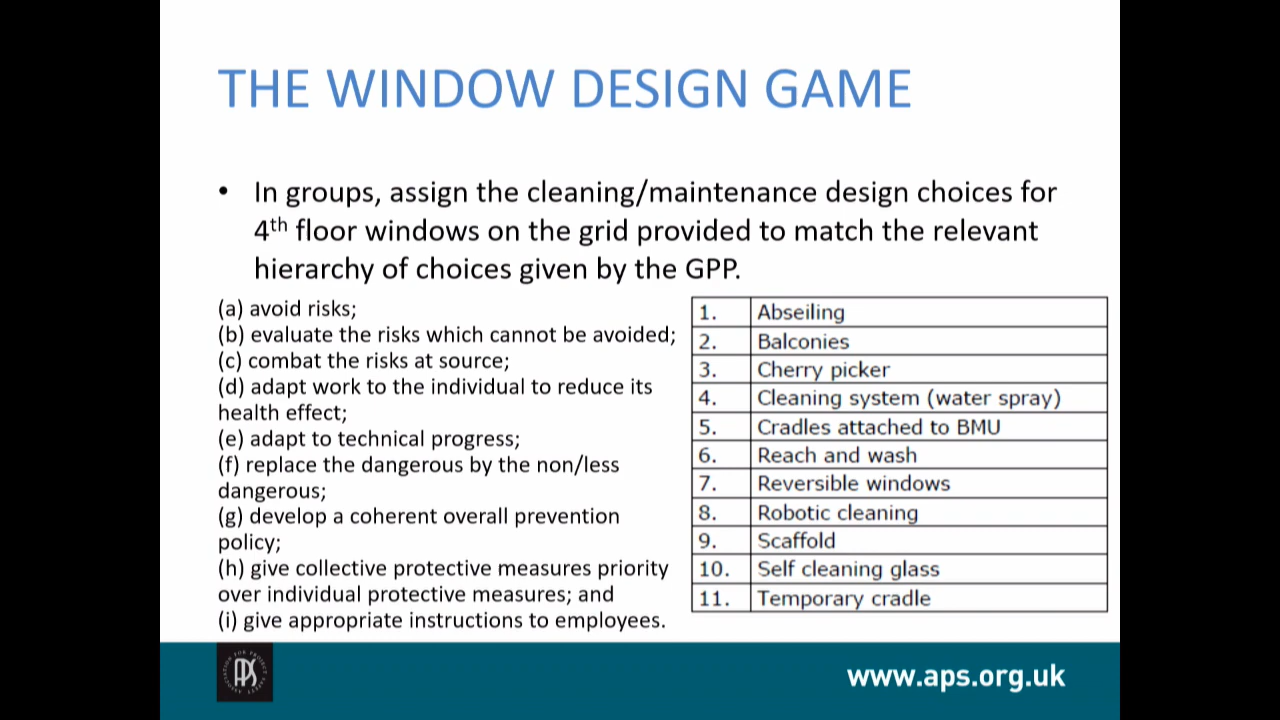 THE WINDOW DESIGN GAME
• In groups, assign the cleaning/maintenance design choices for
4th floor windows on the grid provided to match the relevant
hierarchy of choices given by the GPP.
(a) avoid risks;
(b) evaluate the risks which cannot be avoided;
(c) combat the risks at source;
(d) adapt work to the individual to reduce its
health effect;
(e) adapt to technical progress;
(f) replace the dangerous by the non/less
dangerous;
(g) develop a coherent overall prevention
policy;
(h) give collective protective measures priority
over individual protective measures; and
(i) give appropriate instructions to employees.
1. Abseiling
2. Balconies
3. Cherry picker
4. Cleaning system (water spray)
5. Cradles attached to BMU
6. Reach and wash
7. Reversible windows
8. Robotic cleaning
9. Scaffold
10. Self cleaning glass
11. Temporary cradle
APS
www.aps.org.uk